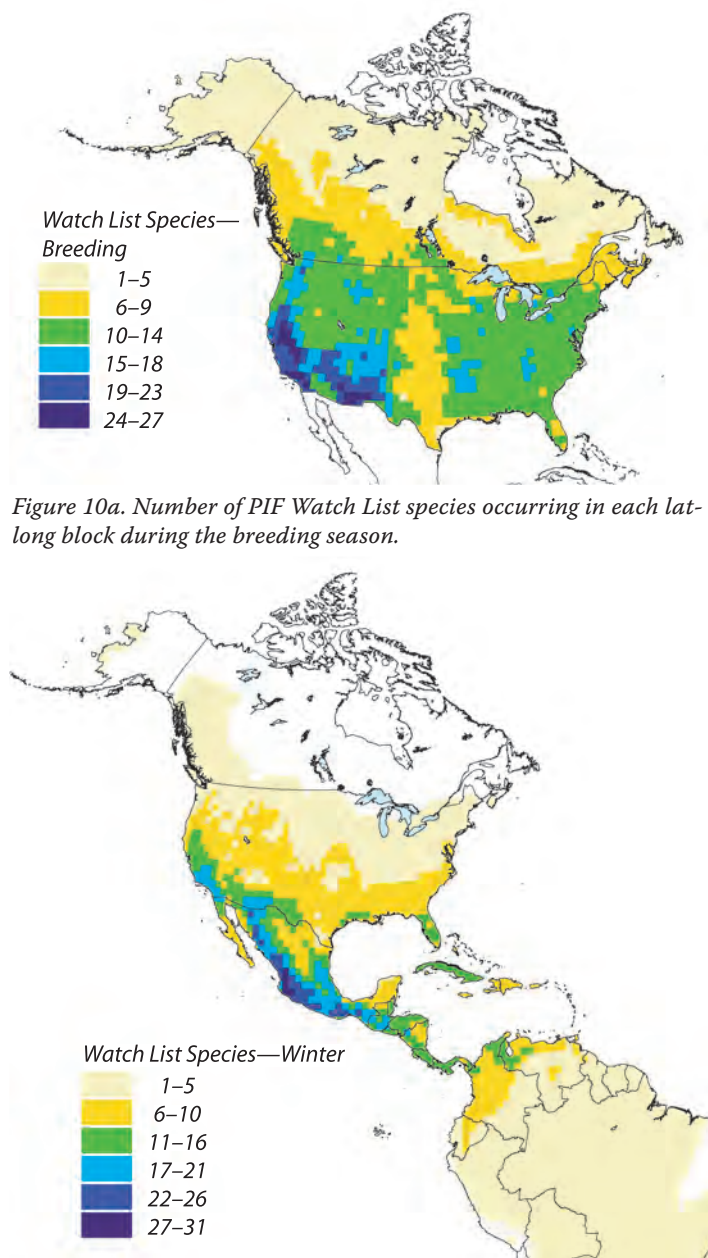 Watch List Species—
Breeding
1–5
6–9
10–14
15–18
19–23
24–27
Figure 10a. Number of PIF Watch List species occurring in each lat-
long block during the breeding season.
Watch List Species—Winter
1–5
6–10
11–16
17–21
22–26
27–31